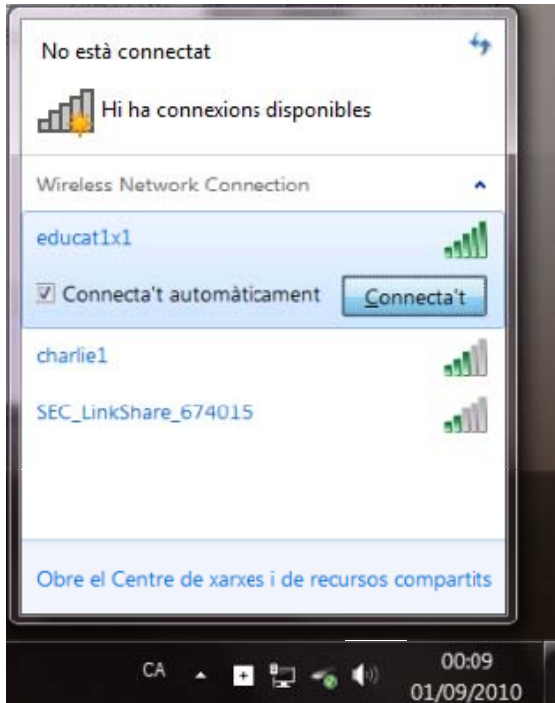 No està connectat
Hi ha connexions disponibles
Wireless Network Connection
educat1x1
Connecta't automàticament
Connecta't
charlie1
SEC_LinkShare_674015
Obre el Centre de xarxes i de recursos compartits
CA
00:09
01/09/2010